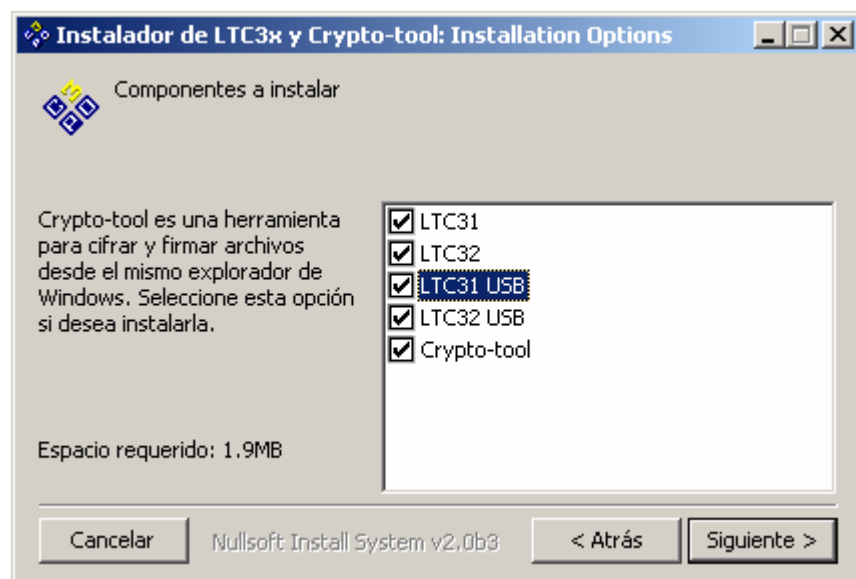 Instalador de LTC3x y Crypto-tool: Installation Options
Componentes a instalar
Crypto-tool es una herramienta
para cifrar y firmar archivos
desde el mismo explorador de
Windows. Seleccione esta opción
si desea instalarla.
Espacio requerido: 1.9MB
LTC31
LTC32
LTC31 USB
LTC32 USB
Crypto-tool
Cancelar
Nullsoft Install System v2.0b3
< Atrás
Siguiente >